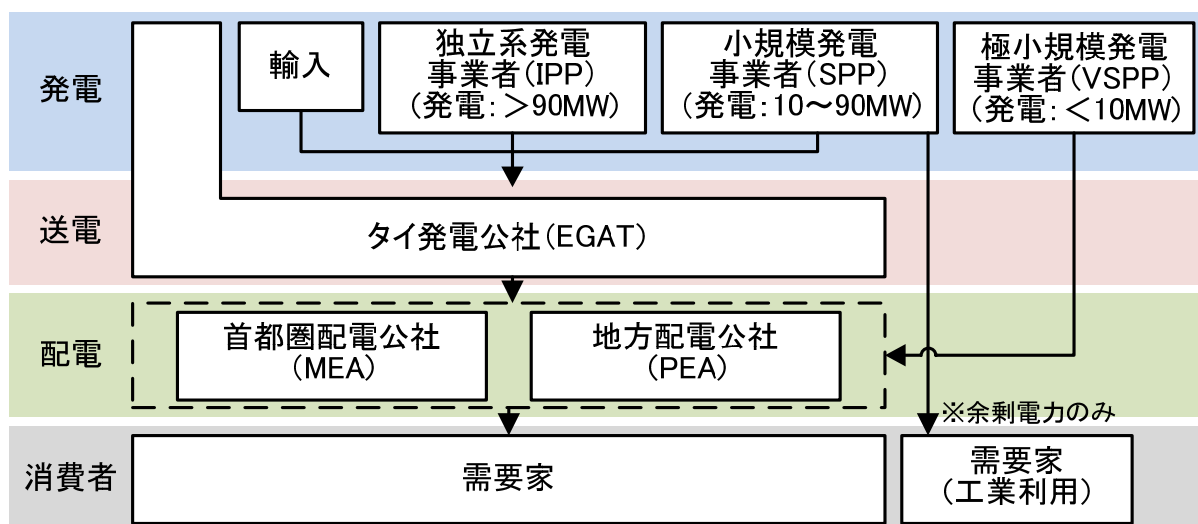 発電
輸入
独立系発電
事業者(IPP)
(発電:>90MW)
小規模発電
事業者(SPP)
(発電:10~90MW)
極小規模発電
事業者(VSPP)
(発電:<10MW)
送電
タイ発電公社(EGAT)
配電
首都圏配電公社
(MEA)
地方配電公社
(PEA)
※余剰電力のみ
消費者
需要家
需要家
(工業利用)